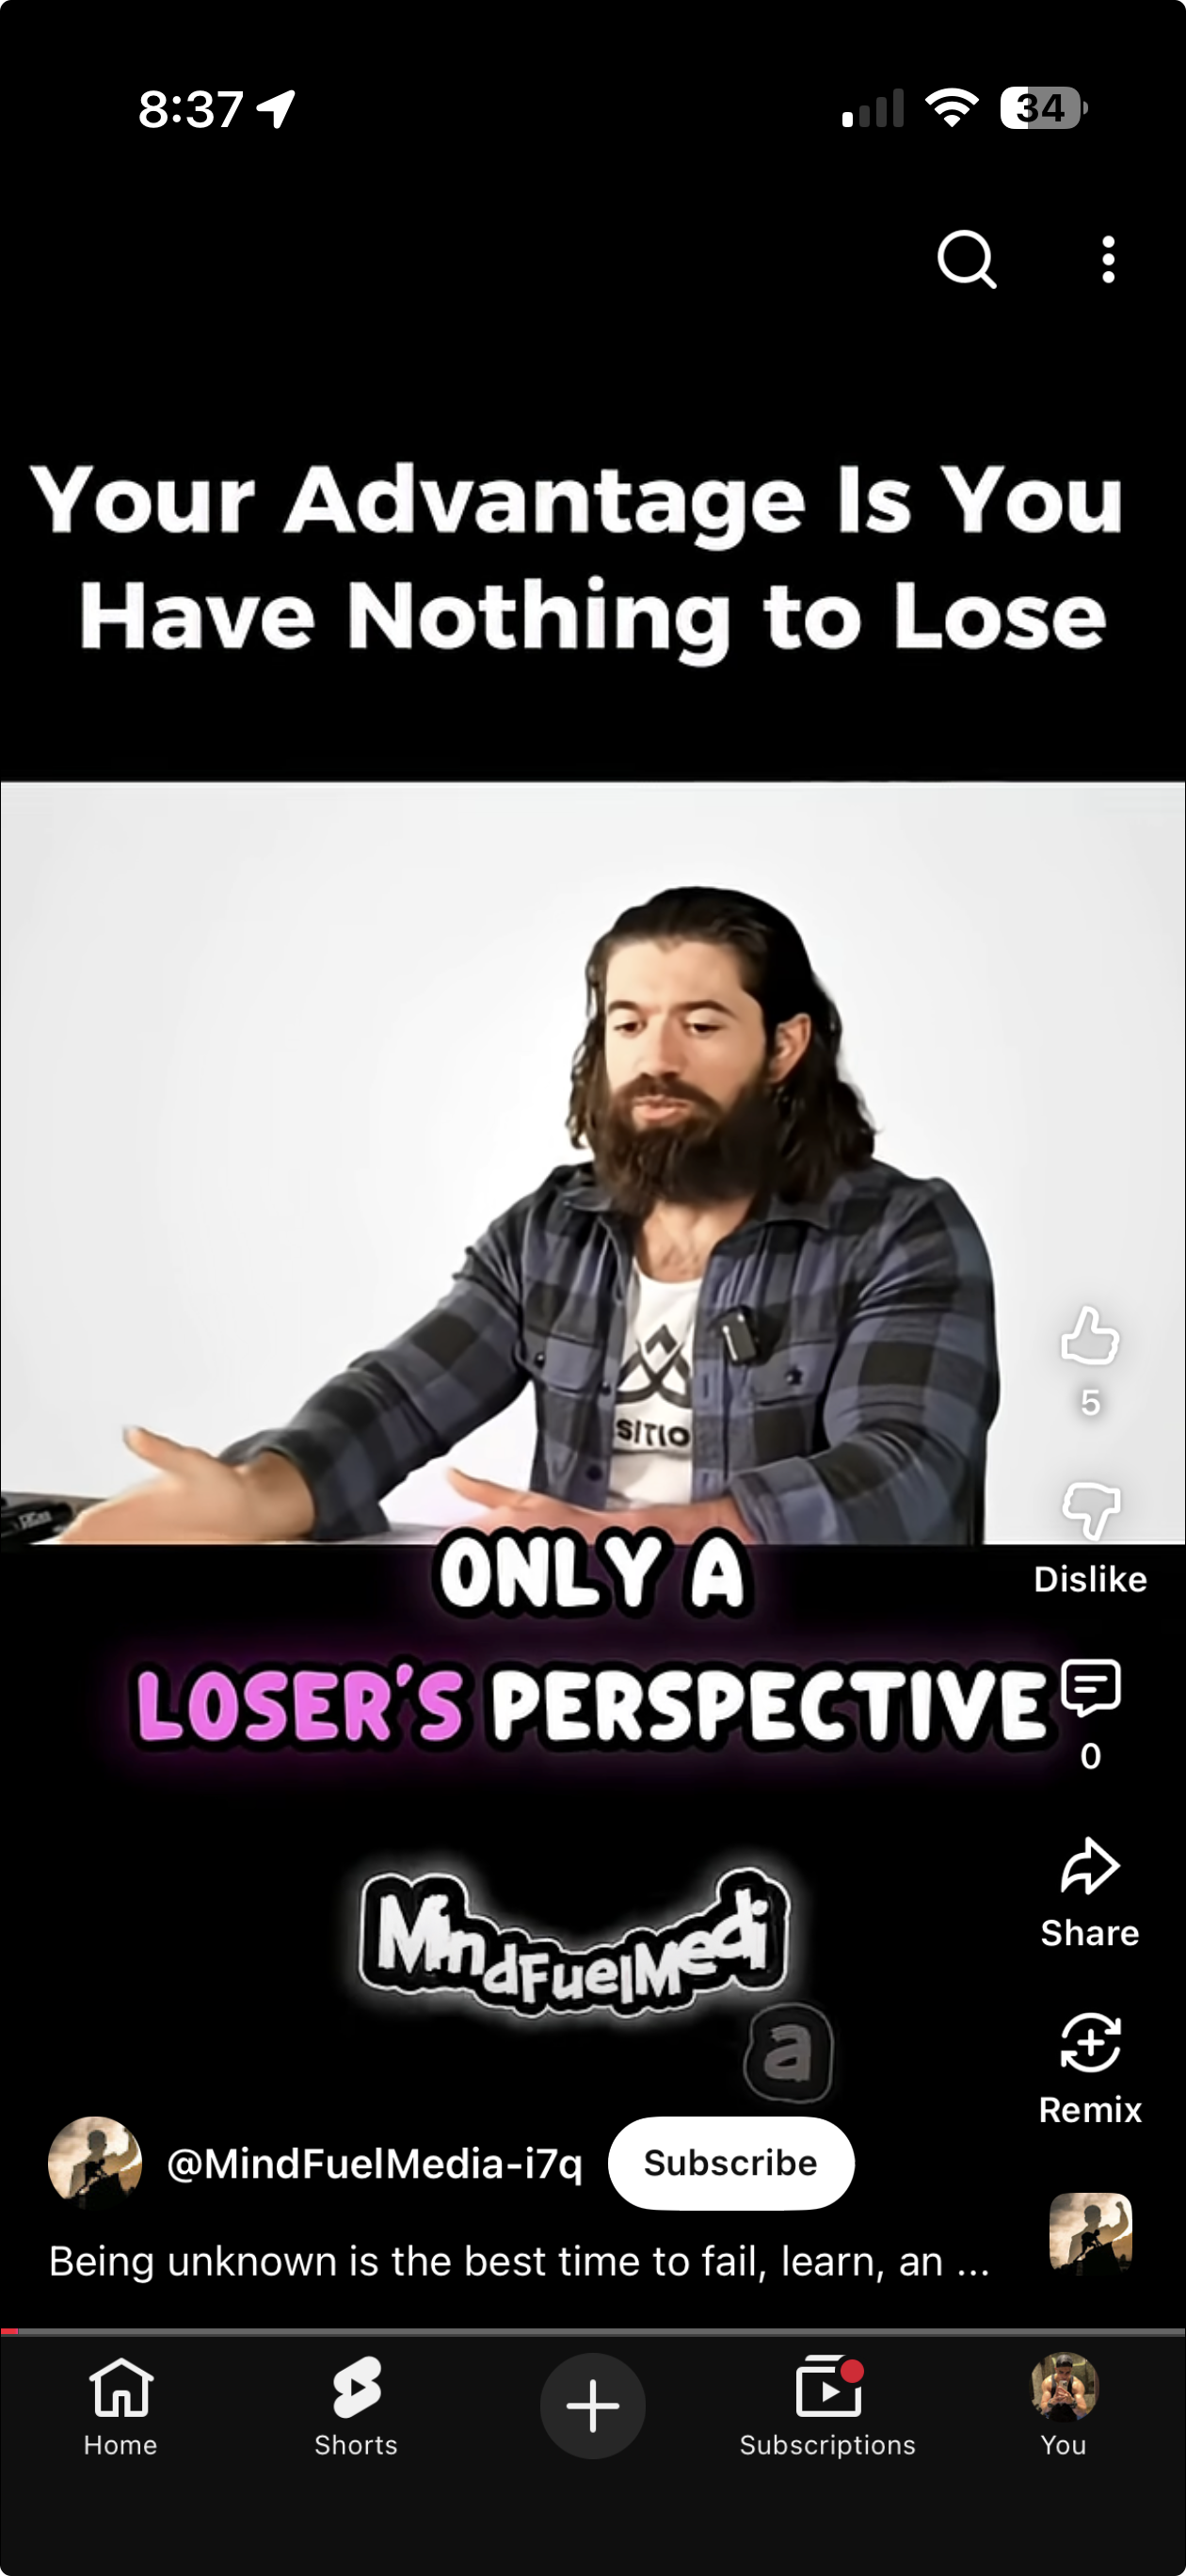 8:37
34
Your Advantage Is You
Have Nothing to Lose
SITIO
5
Dislike
ONLY A
LOSER'S PERSPECTIVE
0
MindFuelMedi
a
Share
Remix
@MindFuelMedia-i7q
Subscribe
Being unknown is the best time to fail, learn, an ...
Home
Shorts
Subscriptions
You